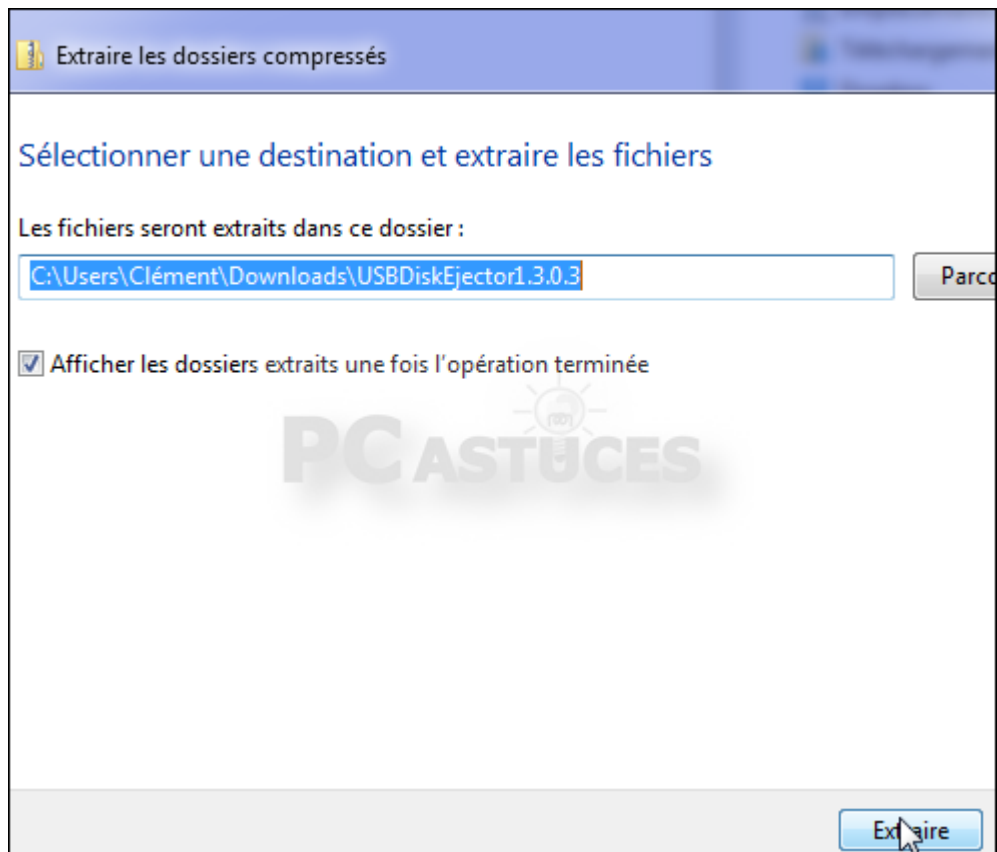 Extraire les dossiers compressés
Sélectionner une destination et extraire les fichiers
Les fichiers seront extraits dans ce dossier :
C:\Users\Clément\Downloads\USBDiskEjector1.3.0.3
Parco
Afficher les dossiers extraits une fois l'opération terminée
PC ASTUCES
Extraire